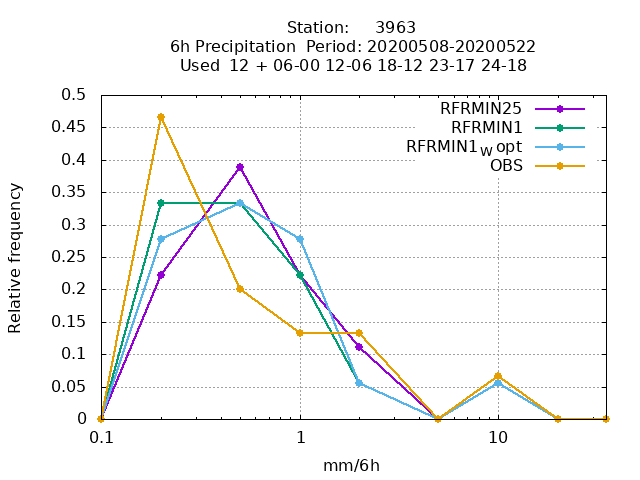 Station: 3963
6h Precipitation Period: 20200508-20200522
Used 12 + 06-00 12-06 18-12 23-17 24-18
RFRMIN25
RFRMIN1
RFRMIN1W opt
OBS
Relative frequency
0.5
0.45
0.4
0.35
0.3
0.25
0.2
0.15
0.1
0.05
0
0.1 1 10
mm/6h